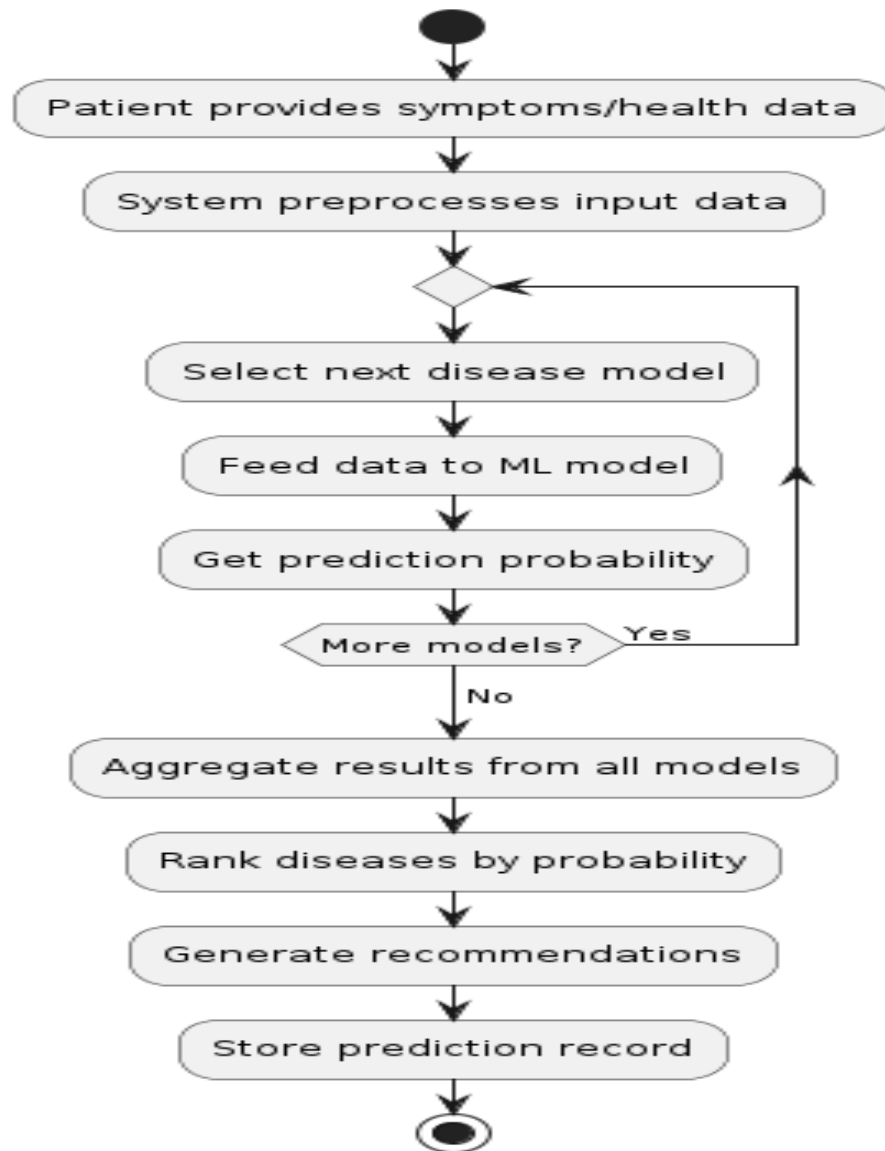 Patient provides symptoms/health data
System preprocesses input data
Select next disease model
Feed data to ML model
Get prediction probability
More models?
Yes
No
Aggregate results from all models
Rank diseases by probability
Generate recommendations
Store prediction record